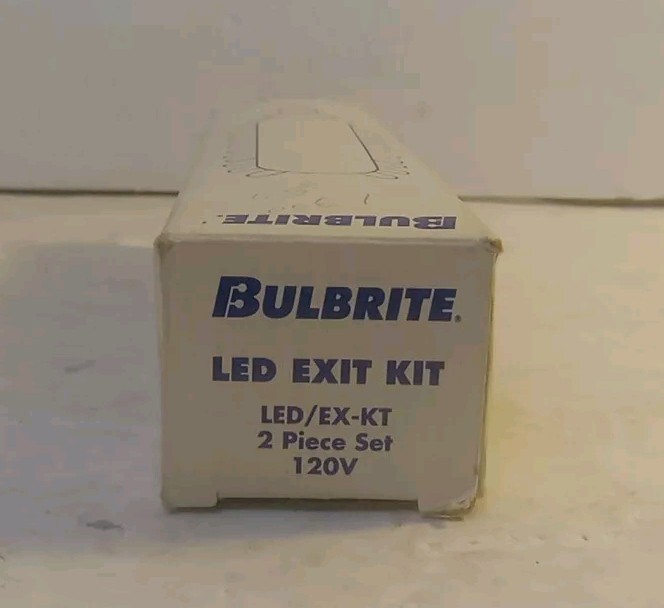 BULBRITE
BULBRITE.
LED EXIT KIT
LED/EX-KT
2 Piece Set
120V